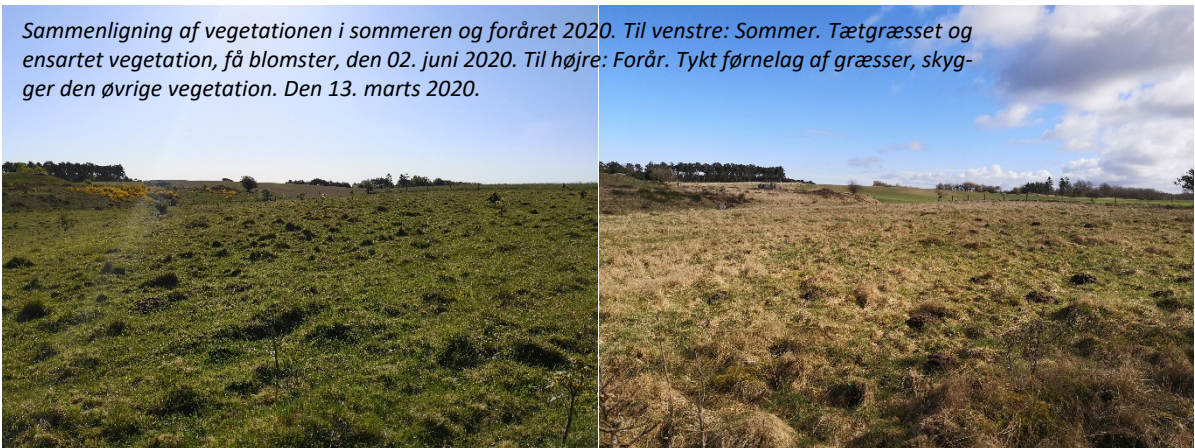 Sammenligning af vegetationen i sommeren og foråret 2020. Til venstre: Sommer. Tætgræsset og
ensartet vegetation, få blomster, den 02. juni 2020. Til højre: Forår. Tykt førnelag af græsser, skyg-
ger den øvrige vegetation. Den 13. marts 2020.